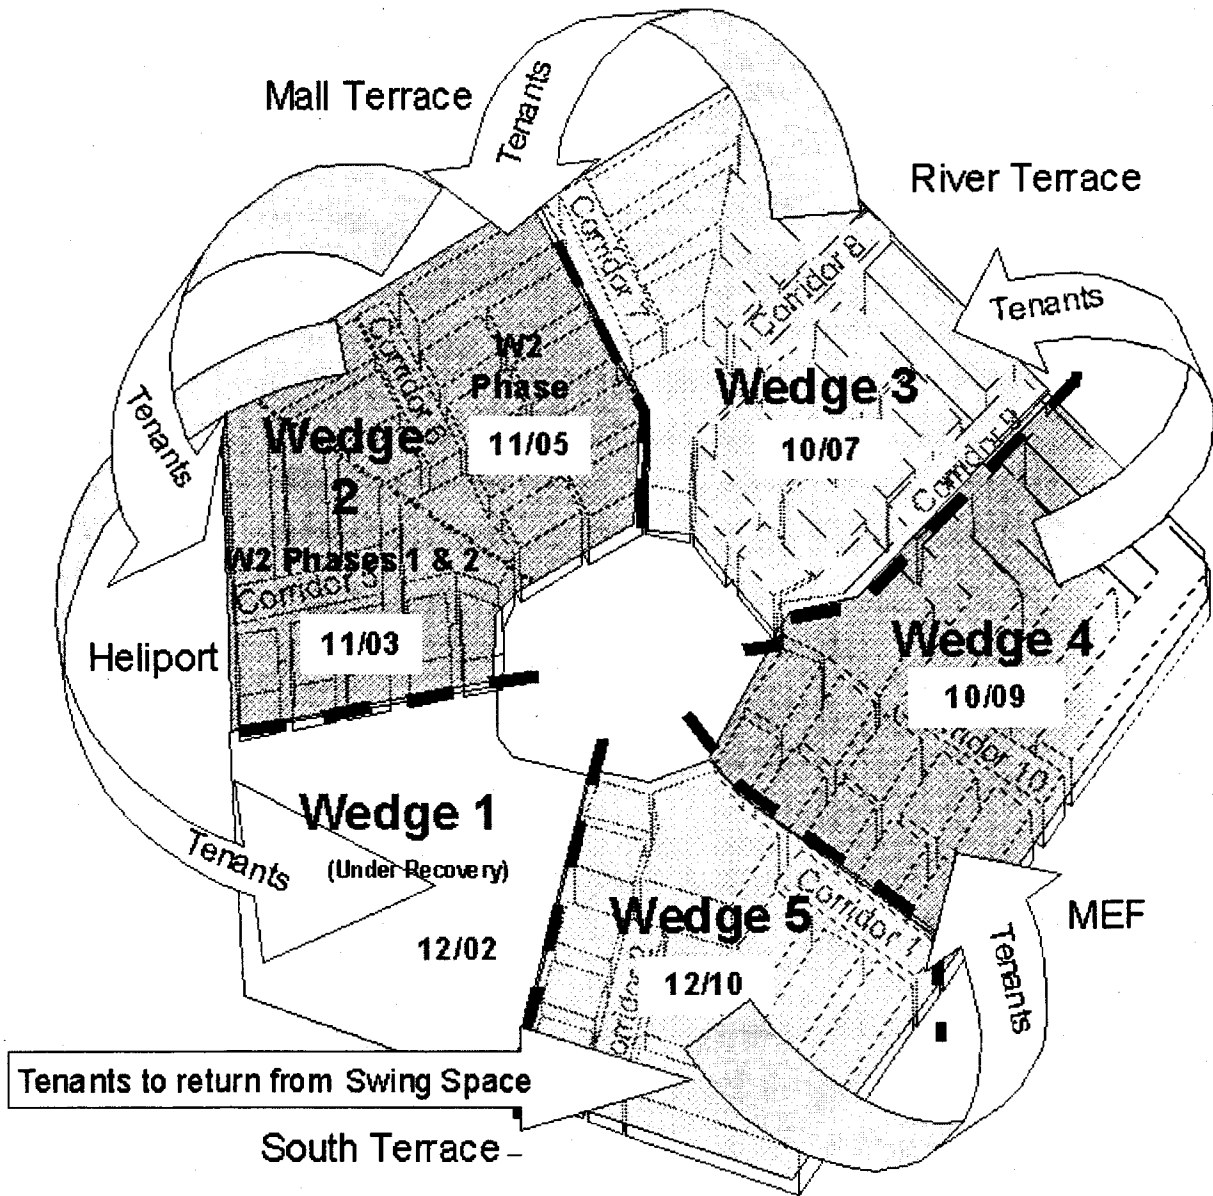 Mall Terrace
Tenants
River Terrace
Tenants
Corridor 7
Corridor 8
Corridor 6
W2
Phase
11/05
Wedge 3
10/07
Corridor 9
Tenants
Wedge
2
W2 Phases 1 & 2
Corridor 5
11/03
Heliport
Wedge 4
10/09
Corridor 10
Wedge 1
(Under Recovery)
12/02
Tenants
Wedge 5
12/10
Corridor 1
MEF
Tenants
Tenants to return from Swing Space
South Terrace